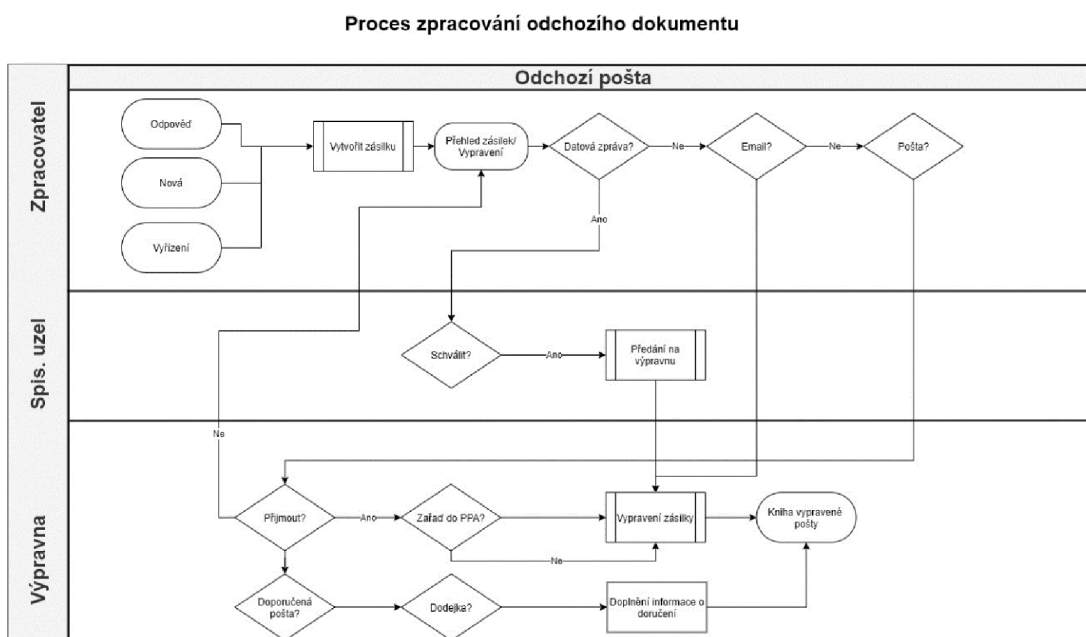 Proces zpracování odchozího dokumentu
Odchozí pošta
Zpracovatel
Odpověď
Nová
Vyřízení
Vytvořit zásilku
Přehled zásilek/
Vypravení
Datová zpráva?
Ne
Email?
Ne
Pošta?
Ano
Spis. uzel
Schválit?
Ano
Předání na
výpravnu
Ne
Výpravna
Přijmout?
Ano
Zařad do PPA?
Vypravení zásilky
Kniha vypravené
pošty
Ne
Doporučená
pošta?
Dodejka?
Doplnění informace o
doručení